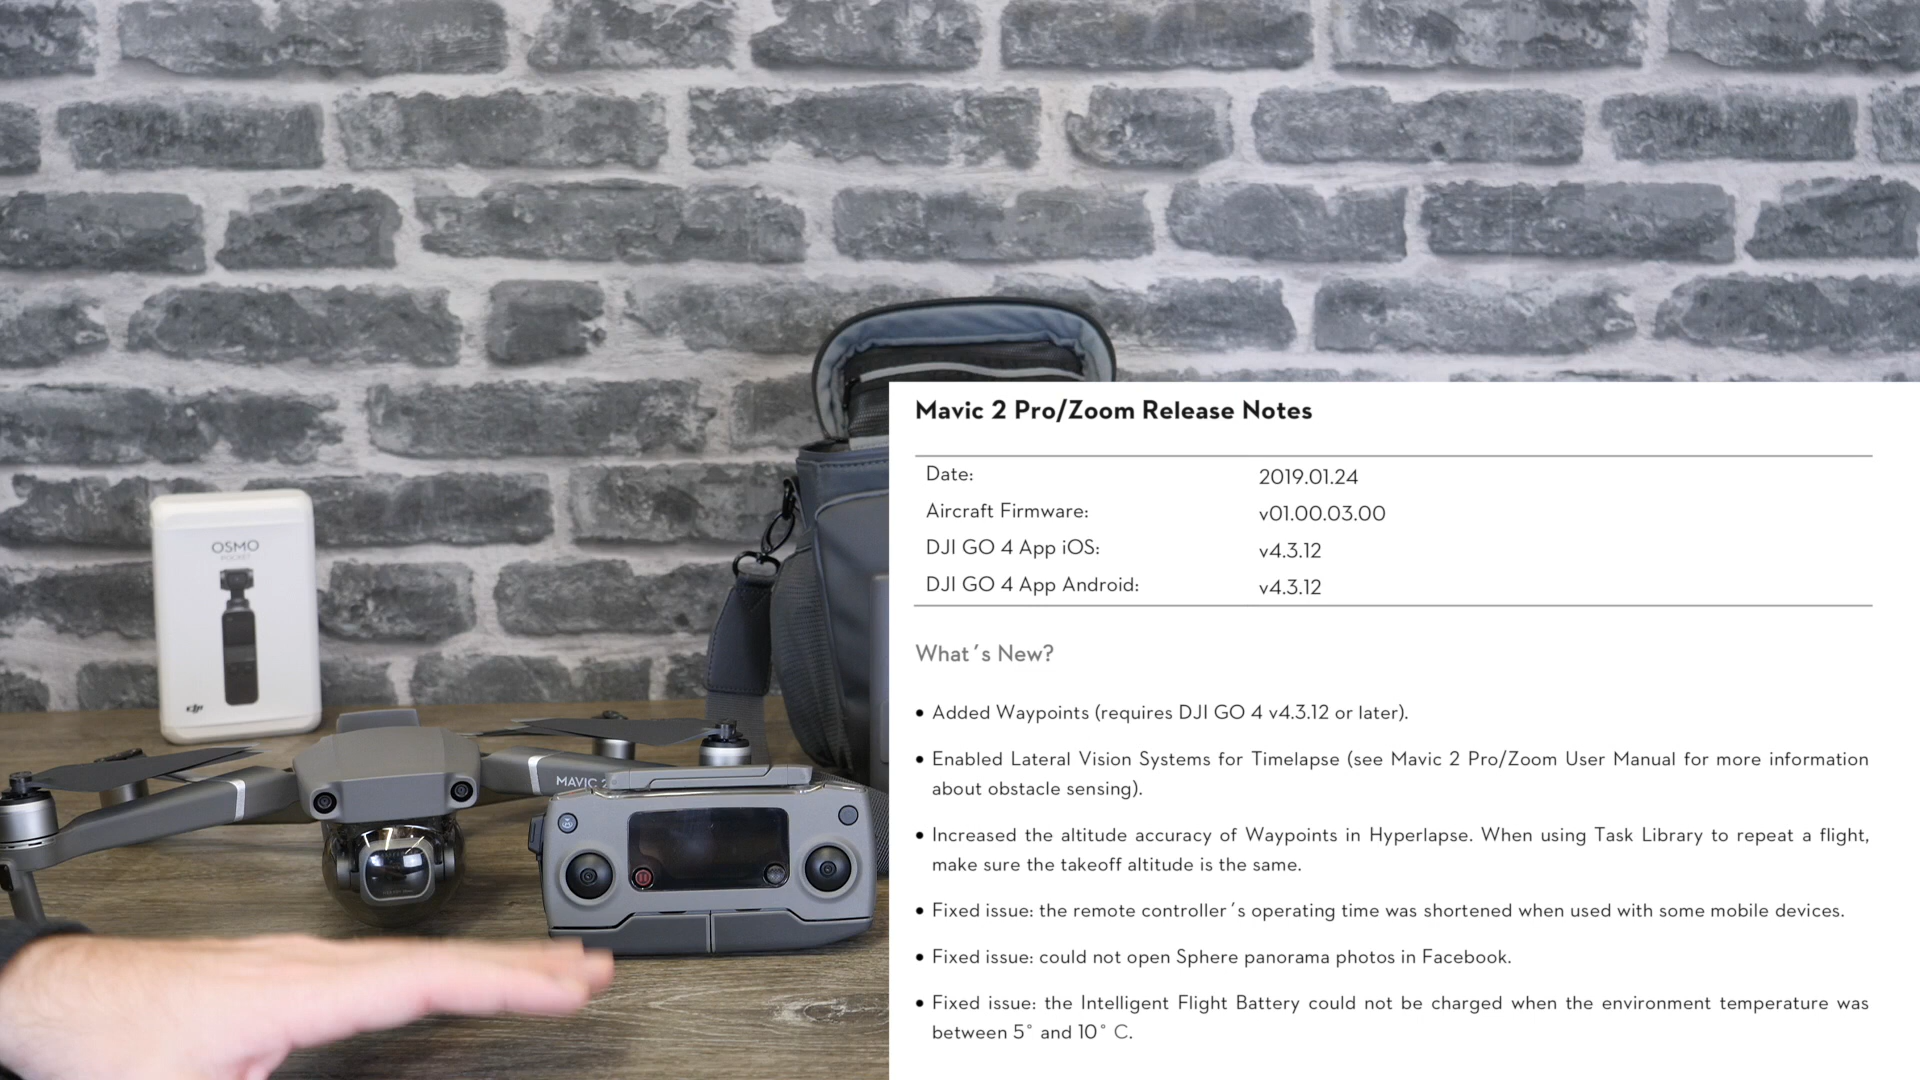 OSMO
POCKET
dji
MAVIC 2
Mavic 2 Pro/Zoom Release Notes
Date: 2019.01.24
Aircraft Firmware: v01.00.03.00
DJI GO 4 App iOS: v4.3.12
DJI GO 4 App Android: v4.3.12
What´s New?
• Added Waypoints (requires DJI GO 4 v4.3.12 or later).
• Enabled Lateral Vision Systems for Timelapse (see Mavic 2 Pro/Zoom User Manual for more information
about obstacle sensing).
• Increased the altitude accuracy of Waypoints in Hyperlapse. When using Task Library to repeat a flight,
make sure the takeoff altitude is the same.
• Fixed issue: the remote controller´s operating time was shortened when used with some mobile devices.
• Fixed issue: could not open Sphere panorama photos in Facebook.
• Fixed issue: the Intelligent Flight Battery could not be charged when the environment temperature was
between 5° and 10° C.